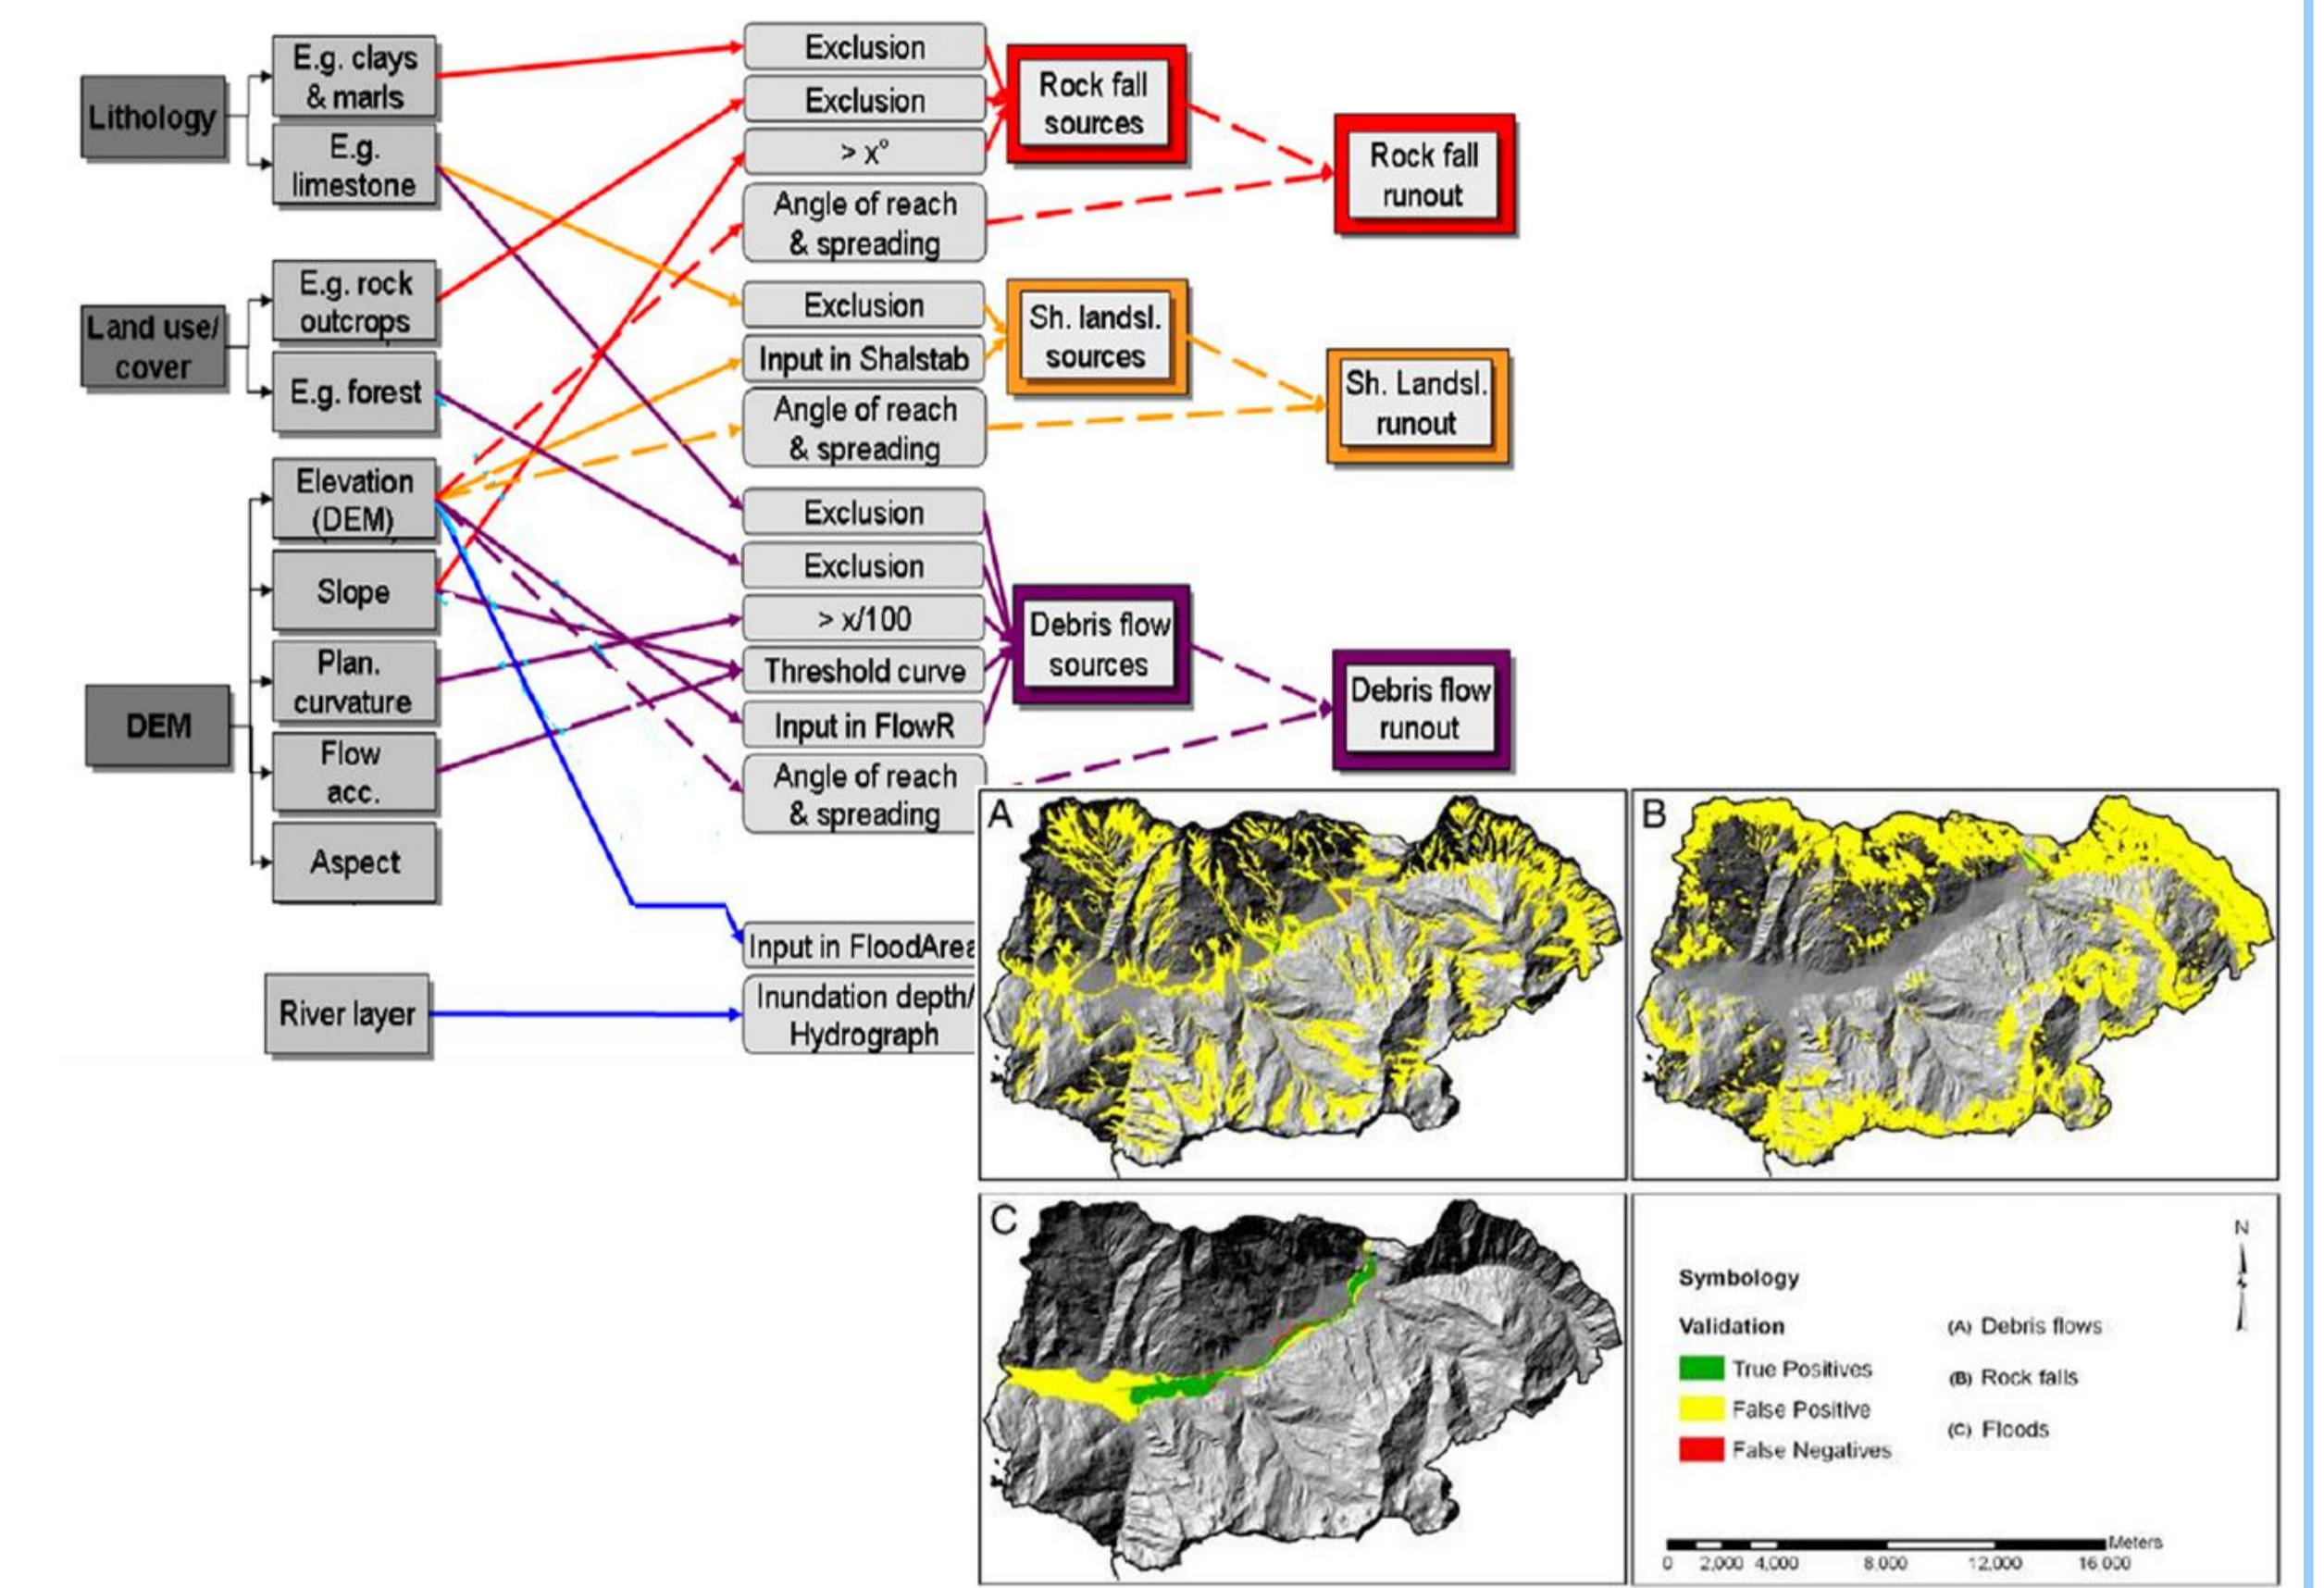 Lithology
E.g. clays
& marls
E.g.
limestone
Land use/
cover
E.g. rock
outcrops
E.g. forest
DEM
Elevation
(DEM)
Slope
Plan.
curvature
Flow
acc.
Aspect
River layer
Exclusion
Exclusion
> x°
Angle of reach
& spreading
Exclusion
Input in Shalstab
Angle of reach
& spreading
Exclusion
Exclusion
> x/100
Threshold curve
Input in FlowR
Angle of reach
& spreading
Input in FloodArea
Inundation depth/
Hydrograph
Rock fall
sources
Rock fall
runout
Sh. landsl.
sources
Sh. Landsl.
runout
Debris flow
sources
Debris flow
runout
A
B
C
N
Symbology
Validation
True Positives
False Positive
False Negatives
(A) Debris flows
(B) Rock falls
(C) Floods
Meters
0 2,000 4,000 8,000 12,000 16,000